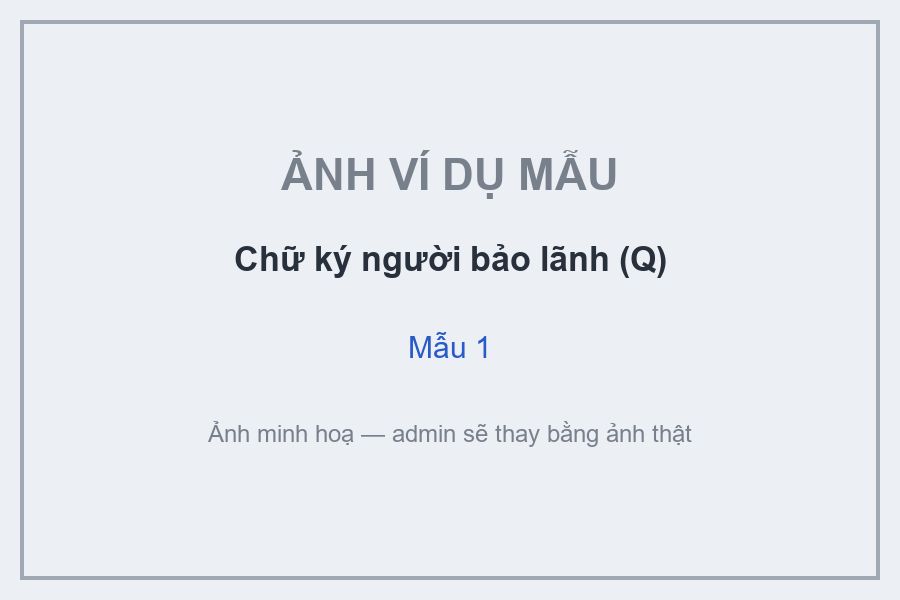 ẢNH VÍ DỤ MẪU
Chữ ký người bảo lãnh (Q)
Mẫu 1
Ảnh minh hoạ — admin sẽ thay bằng ảnh thật